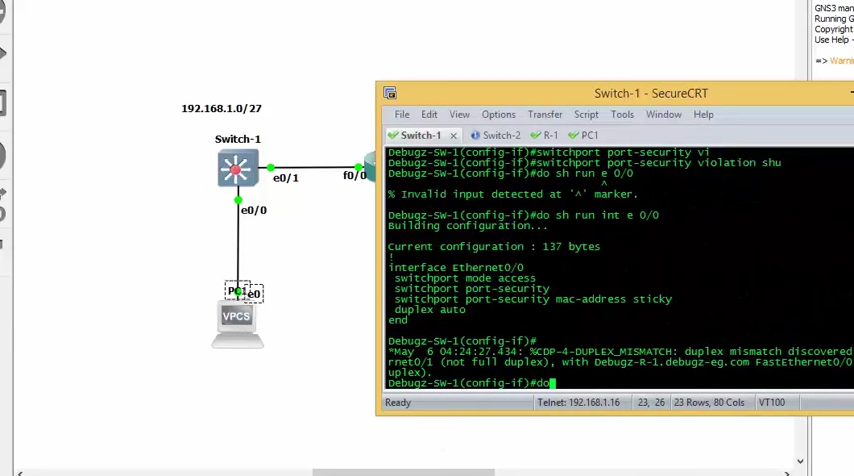 GNS3 man
Running G
Copyright
Use Help -
=> Warnin
192.168.1.0/27
Switch-1
e0/1
f0/0
e0/0
PC1
e0
VPCS
Switch-1 - SecureCRT
File Edit View Options Transfer Script Tools Window Help
Switch-1 x Switch-2 R-1 PC1
Debugz-SW-1(config-if)#switchport port-security vi
Debugz-SW-1(config-if)#switchport port-security violation shu
Debugz-SW-1(config-if)#do sh run e 0/0
^
% Invalid input detected at '^' marker.
Debugz-SW-1(config-if)#do sh run int e 0/0
Building configuration...
Current configuration : 137 bytes
!
interface Ethernet0/0
switchport mode access
switchport port-security
switchport port-security mac-address sticky
duplex auto
end
Debugz-SW-1(config-if)#
*May 6 04:24:27.434: %CDP-4-DUPLEX_MISMATCH: duplex mismatch discovered
rnet0/1 (not full duplex), with Debugz-R-1.debugz-eg.com FastEthernet0/0
uplex).
Debugz-SW-1(config-if)#do
Ready Telnet: 192.168.1.16 23, 26 23 Rows, 80 Cols VT100